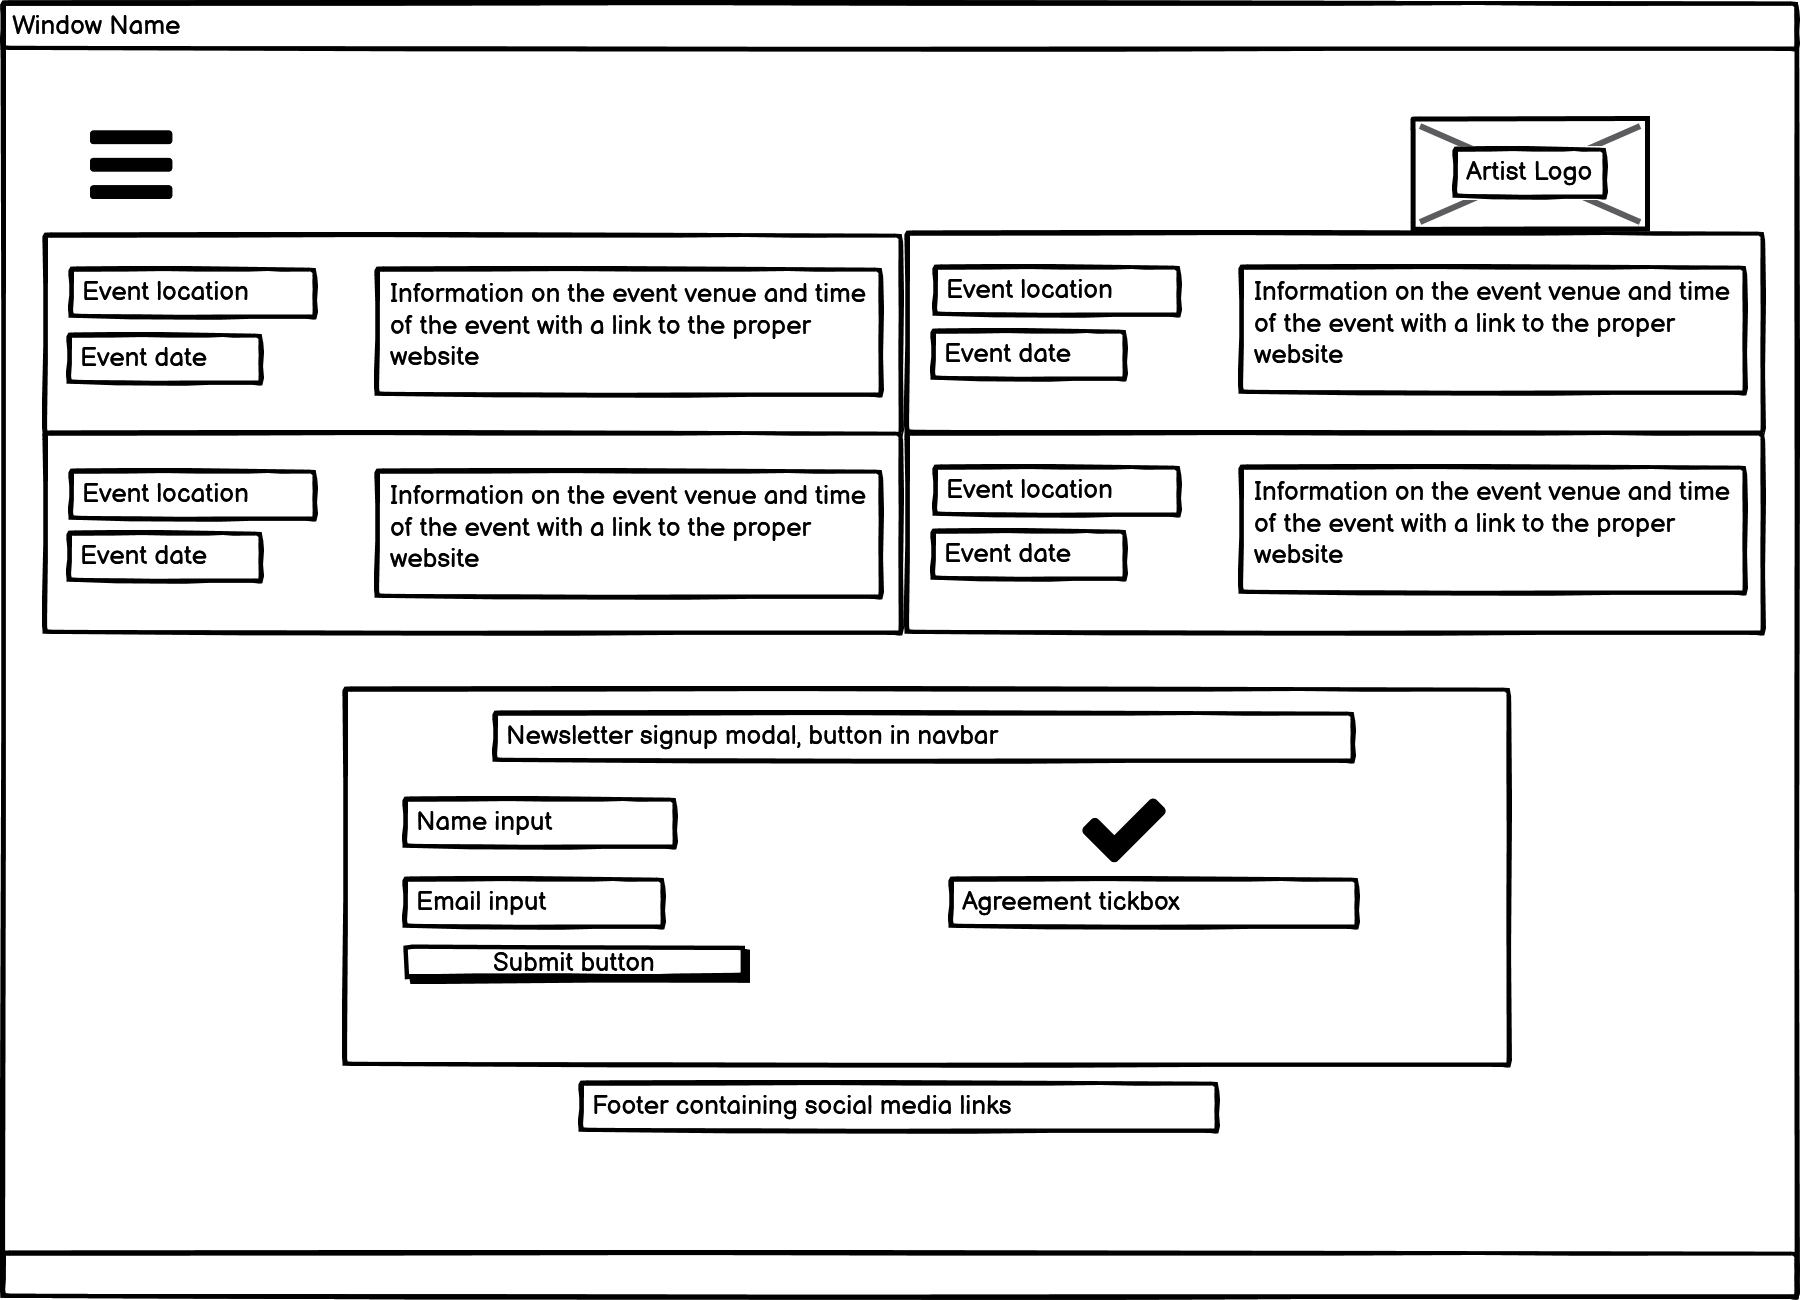 Window Name
Artist Logo
Event location
Event date
Information on the event venue and time
of the event with a link to the proper
website
Event location
Event date
Information on the event venue and time
of the event with a link to the proper
website
Event location
Event date
Information on the event venue and time
of the event with a link to the proper
website
Event location
Event date
Information on the event venue and time
of the event with a link to the proper
website
Newsletter signup modal, button in navbar
Name input
Email input
Agreement tickbox
Submit button
Footer containing social media links